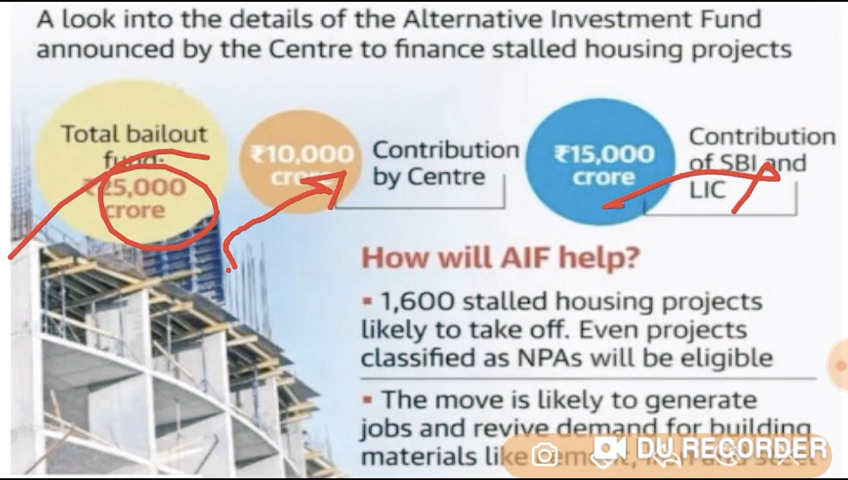 A look into the details of the Alternative Investment Fund
announced by the Centre to finance stalled housing projects
Total bailout
fund:
₹25,000
crore
₹10,000
crore
Contribution
by Centre
₹15,000
crore
Contribution
of SBI and
LIC
How will AIF help?
▪ 1,600 stalled housing projects
likely to take off. Even projects
classified as NPAs will be eligible
▪ The move is likely to generate
jobs and revive demand for building
materials like
DU RECORDER